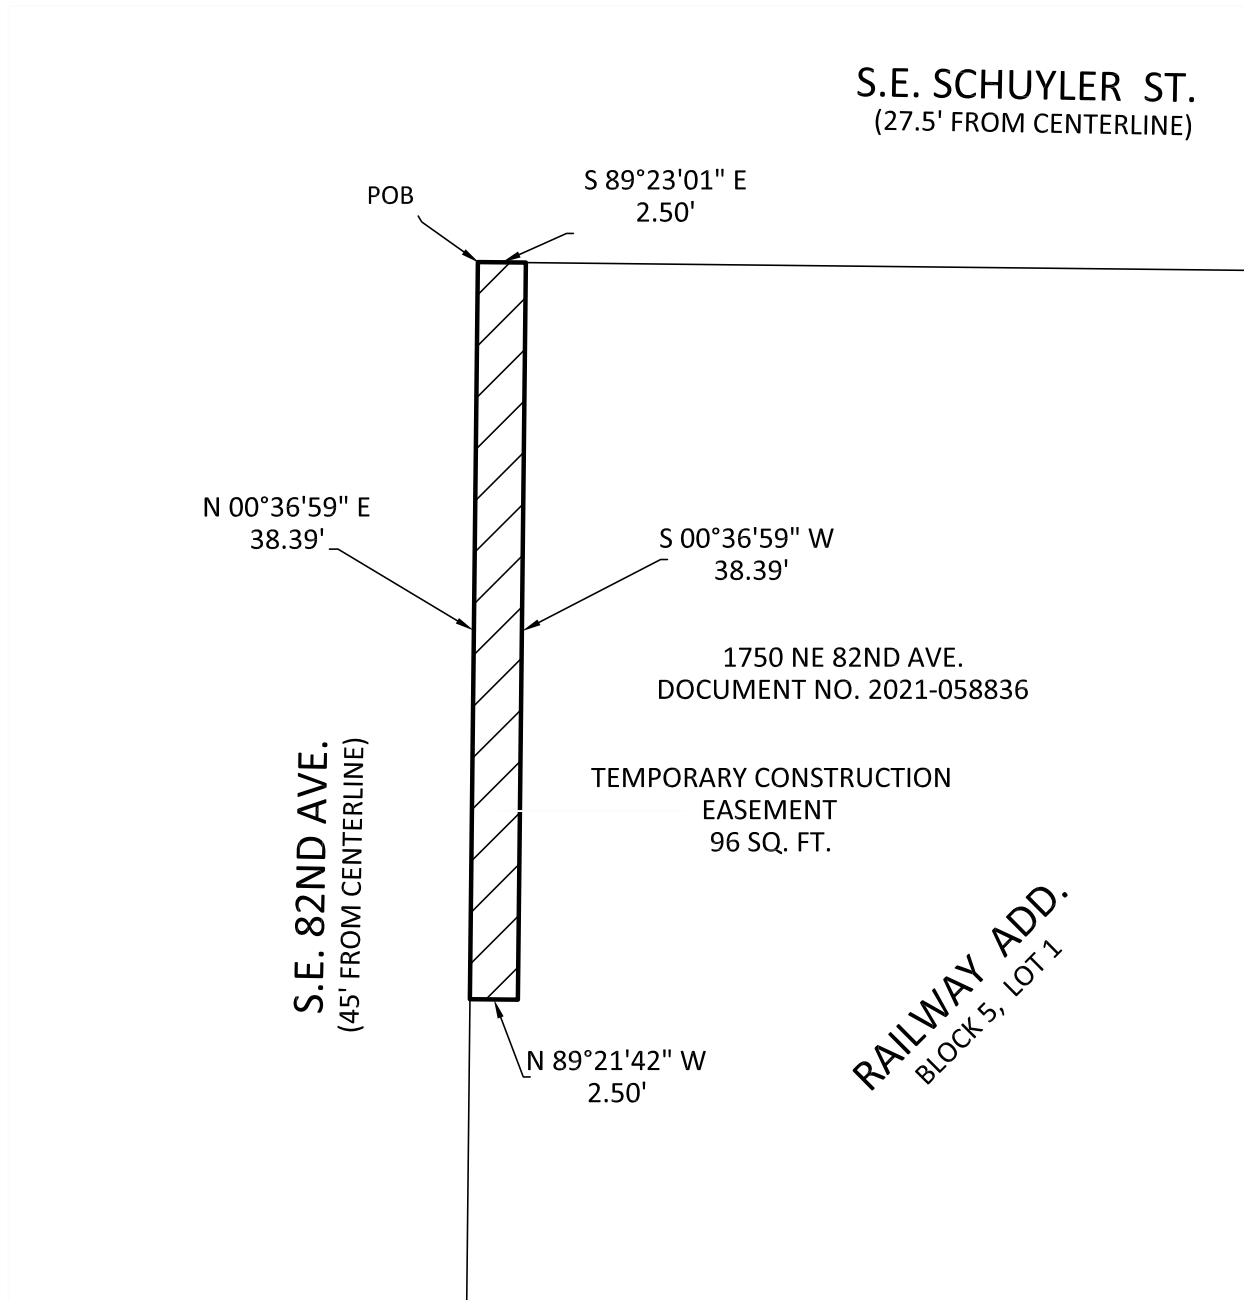 S.E. SCHUYLER ST.
(27.5' FROM CENTERLINE)
POB
S 89°23'01" E
2.50'
N 00°36'59" E
38.39'
S 00°36'59" W
38.39'
1750 NE 82ND AVE.
DOCUMENT NO. 2021-058836
TEMPORARY CONSTRUCTION
EASEMENT
96 SQ. FT.
S.E. 82ND AVE.
(45' FROM CENTERLINE)
RAILWAY ADD.
BLOCK 5, LOT 1
N 89°21'42" W
2.50'